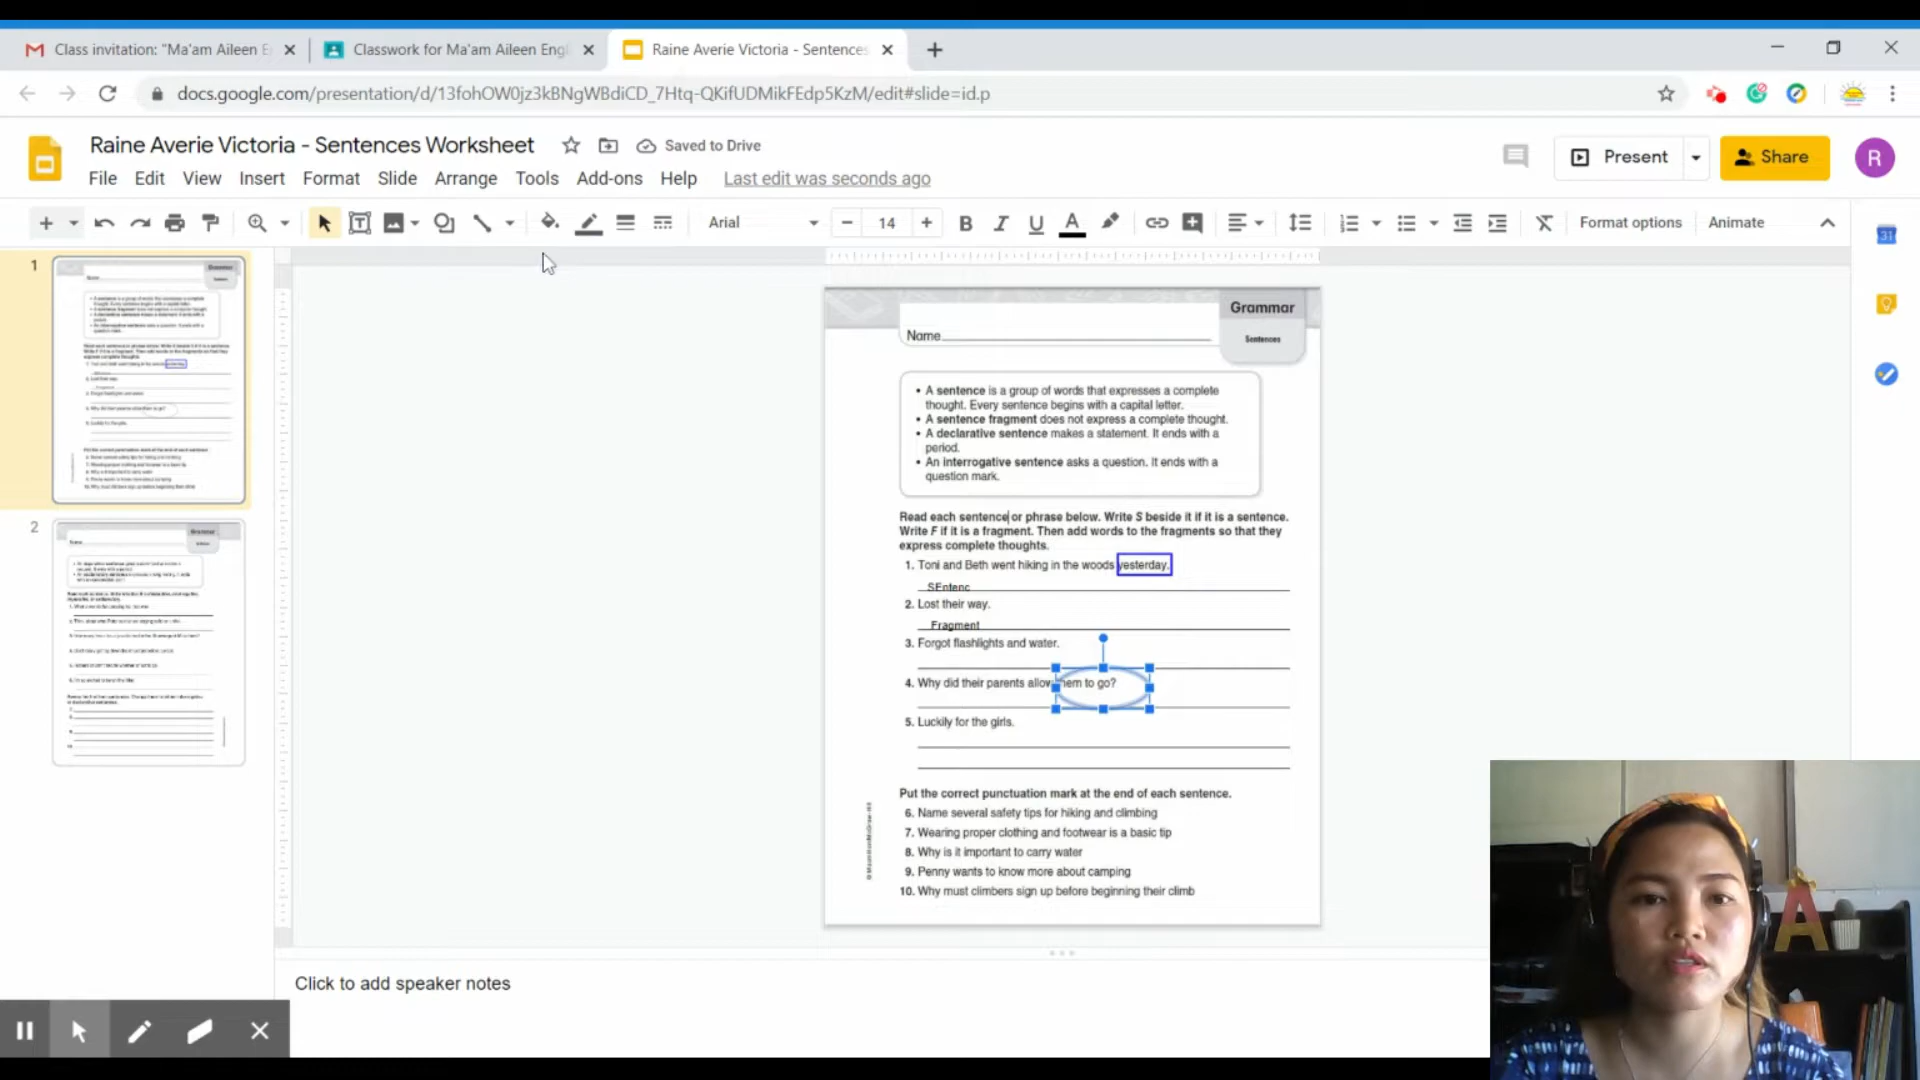 Class invitation: "Ma'am Aileen E
Classwork for Ma'am Aileen Engl
Raine Averie Victoria - Sentences
docs.google.com/presentation/d/13fohOW0jz3kBNgWBdiCD_7Htq-QKifUDMikFEdp5KzM/edit#slide=id.p
Raine Averie Victoria - Sentences Worksheet
Saved to Drive
Present
Share
R
File Edit View Insert Format Slide Arrange Tools Add-ons Help Last edit was seconds ago
Arial
14
B I U A
Format options
Animate
31
1
2
Grammar
Sentences
Name
• A sentence is a group of words that expresses a complete
thought. Every sentence begins with a capital letter.
• A sentence fragment does not express a complete thought.
• A declarative sentence makes a statement. It ends with a
period.
• An interrogative sentence asks a question. It ends with a
question mark.
Read each sentence or phrase below. Write S beside it if it is a sentence.
Write F if it is a fragment. Then add words to the fragments so that they
express complete thoughts.
1. Toni and Beth went hiking in the woods yesterday.
SEntenc
2. Lost their way.
Fragment
3. Forgot flashlights and water.
4. Why did their parents allow them to go?
5. Luckily for the girls.
Put the correct punctuation mark at the end of each sentence.
6. Name several safety tips for hiking and climbing
7. Wearing proper clothing and footwear is a basic tip
8. Why is it important to carry water
9. Penny wants to know more about camping
10. Why must climbers sign up before beginning their climb
Click to add speaker notes
A